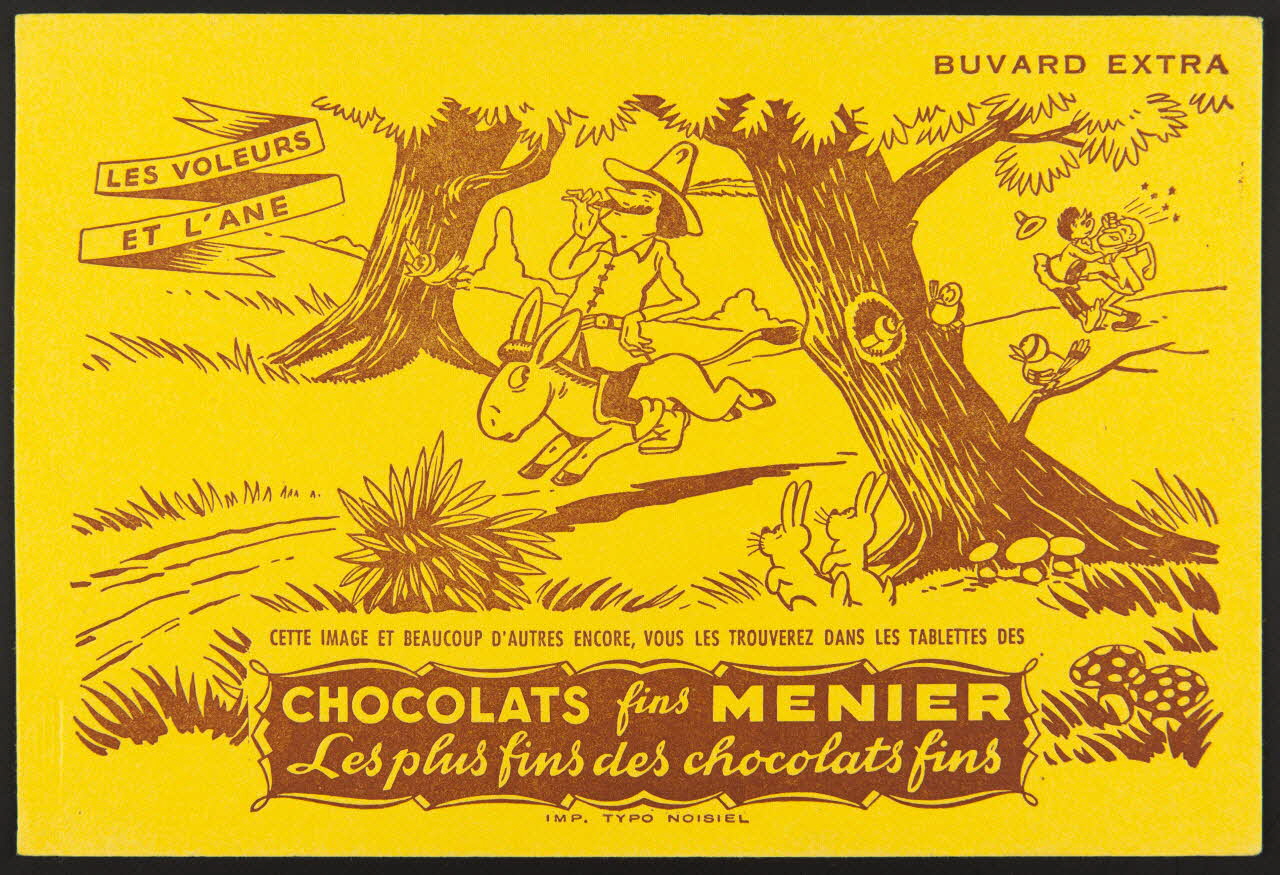 BUVARD EXTRA
LES VOLEURS
ET L'ANE
CETTE IMAGE ET BEAUCOUP D'AUTRES ENCORE, VOUS LES TROUVEREZ DANS LES TABLETTES DES
CHOCOLATS fins MENIER
Les plus fins des chocolats fins
IMP. TYPO NOISIEL